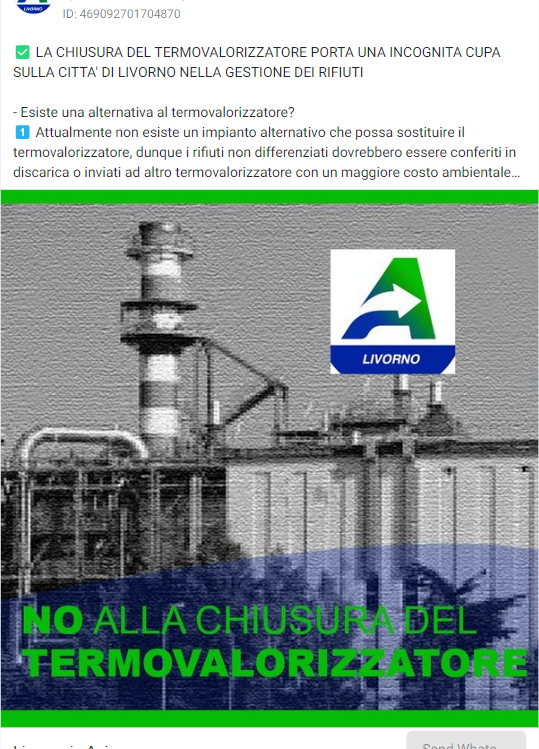 LIVORNO
ID: 469092701704870
✅ LA CHIUSURA DEL TERMOVALORIZZATORE PORTA UNA INCOGNITA CUPA
SULLA CITTA' DI LIVORNO NELLA GESTIONE DEI RIFIUTI
- Esiste una alternativa al termovalorizzatore?
1️⃣ Attualmente non esiste un impianto alternativo che possa sostituire il
termovalorizzatore, dunque i rifiuti non differenziati dovrebbero essere conferiti in
discarica o inviati ad altro termovalorizzatore con un maggiore costo ambientale...
LIVORNO
NO ALLA CHIUSURA DEL
TERMOVALORIZZATORE